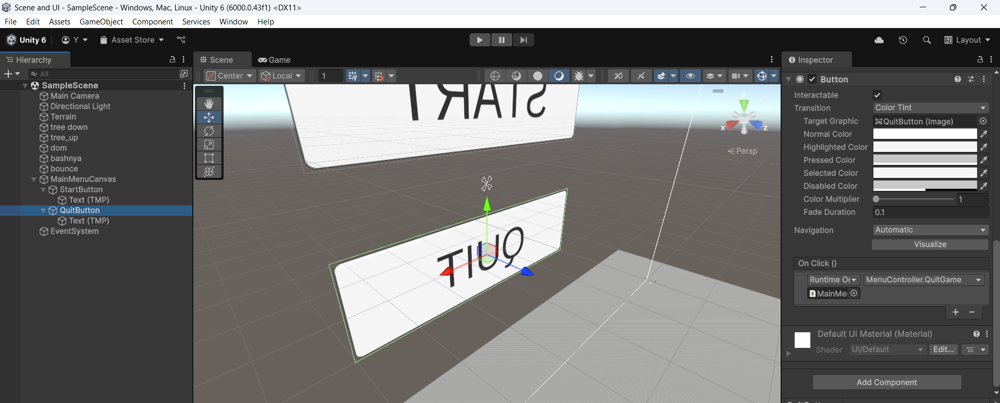 Scene and UI - SampleScene - Windows, Mac, Linux - Unity 6 (6000.0.43f1) <DX11>
File Edit Assets GameObject Component Services Window Help
Unity 6 Y Asset Store Layout
Hierarchy
All
SampleScene
Main Camera
Directional Light
Terrain
tree down
tree_up
dom
bashnya
bounce
MainMenuCanvas
StartButton
Text (TMP)
QuitButton
Text (TMP)
EventSystem
Scene Game
Center Local 1 2D
START
y
x z
Persp
QUIT
Inspector
Button
Interactable
Transition Color Tint
Target Graphic QuitButton (Image)
Normal Color
Highlighted Color
Pressed Color
Selected Color
Disabled Color
Color Multiplier 1
Fade Duration 0.1
Navigation Automatic
Visualize
On Click ()
Runtime Or MenuController.QuitGame
MainMe
Default UI Material (Material)
Shader UI/Default Edit...
Add Component